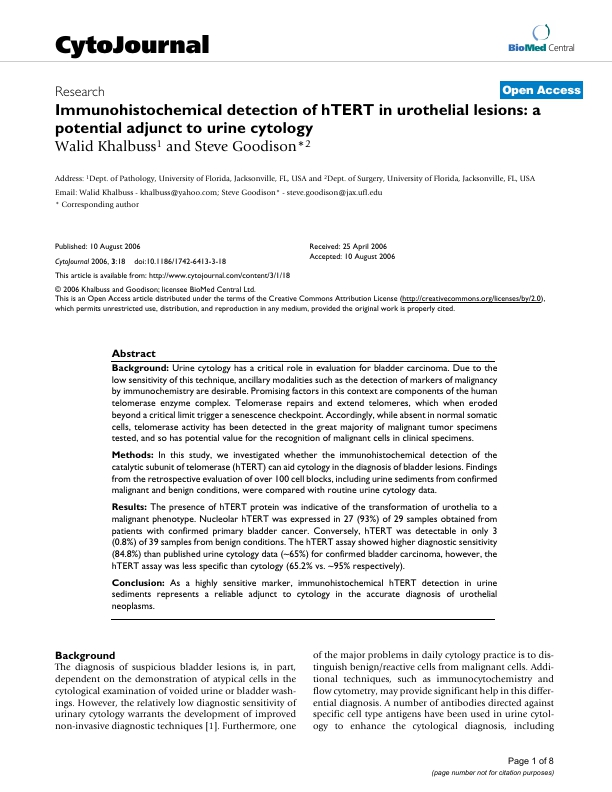 CytoJournal
BioMed Central
Research
Open Access
Immunohistochemical detection of hTERT in urothelial lesions: a
potential adjunct to urine cytology
Walid Khalbuss1 and Steve Goodison*2
Address: 1Dept. of Pathology, University of Florida, Jacksonville, FL, USA and 2Dept. of Surgery, University of Florida, Jacksonville, FL, USA
Email: Walid Khalbuss - khalbuss@yahoo.com; Steve Goodison* - steve.goodison@jax.ufl.edu
* Corresponding author
Published: 10 August 2006
CytoJournal 2006, 3:18 doi:10.1186/1742-6413-3-18
Received: 25 April 2006
Accepted: 10 August 2006
This article is available from: http://www.cytojournal.com/content/3/1/18
© 2006 Khalbuss and Goodison; licensee BioMed Central Ltd.
This is an Open Access article distributed under the terms of the Creative Commons Attribution License (http://creativecommons.org/licenses/by/2.0),
which permits unrestricted use, distribution, and reproduction in any medium, provided the original work is properly cited.
Abstract
Background: Urine cytology has a critical role in evaluation for bladder carcinoma. Due to the
low sensitivity of this technique, ancillary modalities such as the detection of markers of malignancy
by immunochemistry are desirable. Promising factors in this context are components of the human
telomerase enzyme complex. Telomerase repairs and extend telomeres, which when eroded
beyond a critical limit trigger a senescence checkpoint. Accordingly, while absent in normal somatic
cells, telomerase activity has been detected in the great majority of malignant tumor specimens
tested, and so has potential value for the recognition of malignant cells in clinical specimens.
Methods: In this study, we investigated whether the immunohistochemical detection of the
catalytic subunit of telomerase (hTERT) can aid cytology in the diagnosis of bladder lesions. Findings
from the retrospective evaluation of over 100 cell blocks, including urine sediments from confirmed
malignant and benign conditions, were compared with routine urine cytology data.
Results: The presence of hTERT protein was indicative of the transformation of urothelia to a
malignant phenotype. Nucleolar hTERT was expressed in 27 (93%) of 29 samples obtained from
patients with confirmed primary bladder cancer. Conversely, hTERT was detectable in only 3
(0.8%) of 39 samples from benign conditions. The hTERT assay showed higher diagnostic sensitivity
(84.8%) than published urine cytology data (~65%) for confirmed bladder carcinoma, however, the
hTERT assay was less specific than cytology (65.2% vs. ~95% respectively).
Conclusion: As a highly sensitive marker, immunohistochemical hTERT detection in urine
sediments represents a reliable adjunct to cytology in the accurate diagnosis of urothelial
neoplasms.
Background
The diagnosis of suspicious bladder lesions is, in part,
dependent on the demonstration of atypical cells in the
cytological examination of voided urine or bladder wash-
ings. However, the relatively low diagnostic sensitivity of
urinary cytology warrants the development of improved
non-invasive diagnostic techniques [1]. Furthermore, one
of the major problems in daily cytology practice is to dis-
tinguish benign/reactive cells from malignant cells. Addi-
tional techniques, such as immunocytochemistry and
flow cytometry, may provide significant help in this differ-
ential diagnosis. A number of antibodies directed against
specific cell type antigens have been used in urine cytol-
ogy to enhance the cytological diagnosis, including
Page 1 of 8
(page number not for citation purposes)